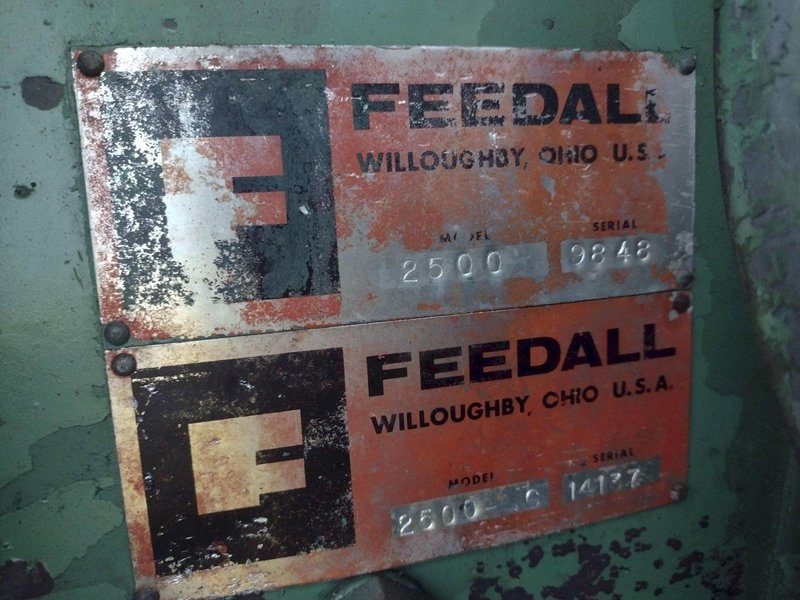 FEEDALL
WILLOUGHBY, OHIO U.S.A.
MODEL SERIAL
2500 9848
FEEDALL
WILLOUGHBY, OHIO U.S.A.
MODEL SERIAL
2500- C 14137